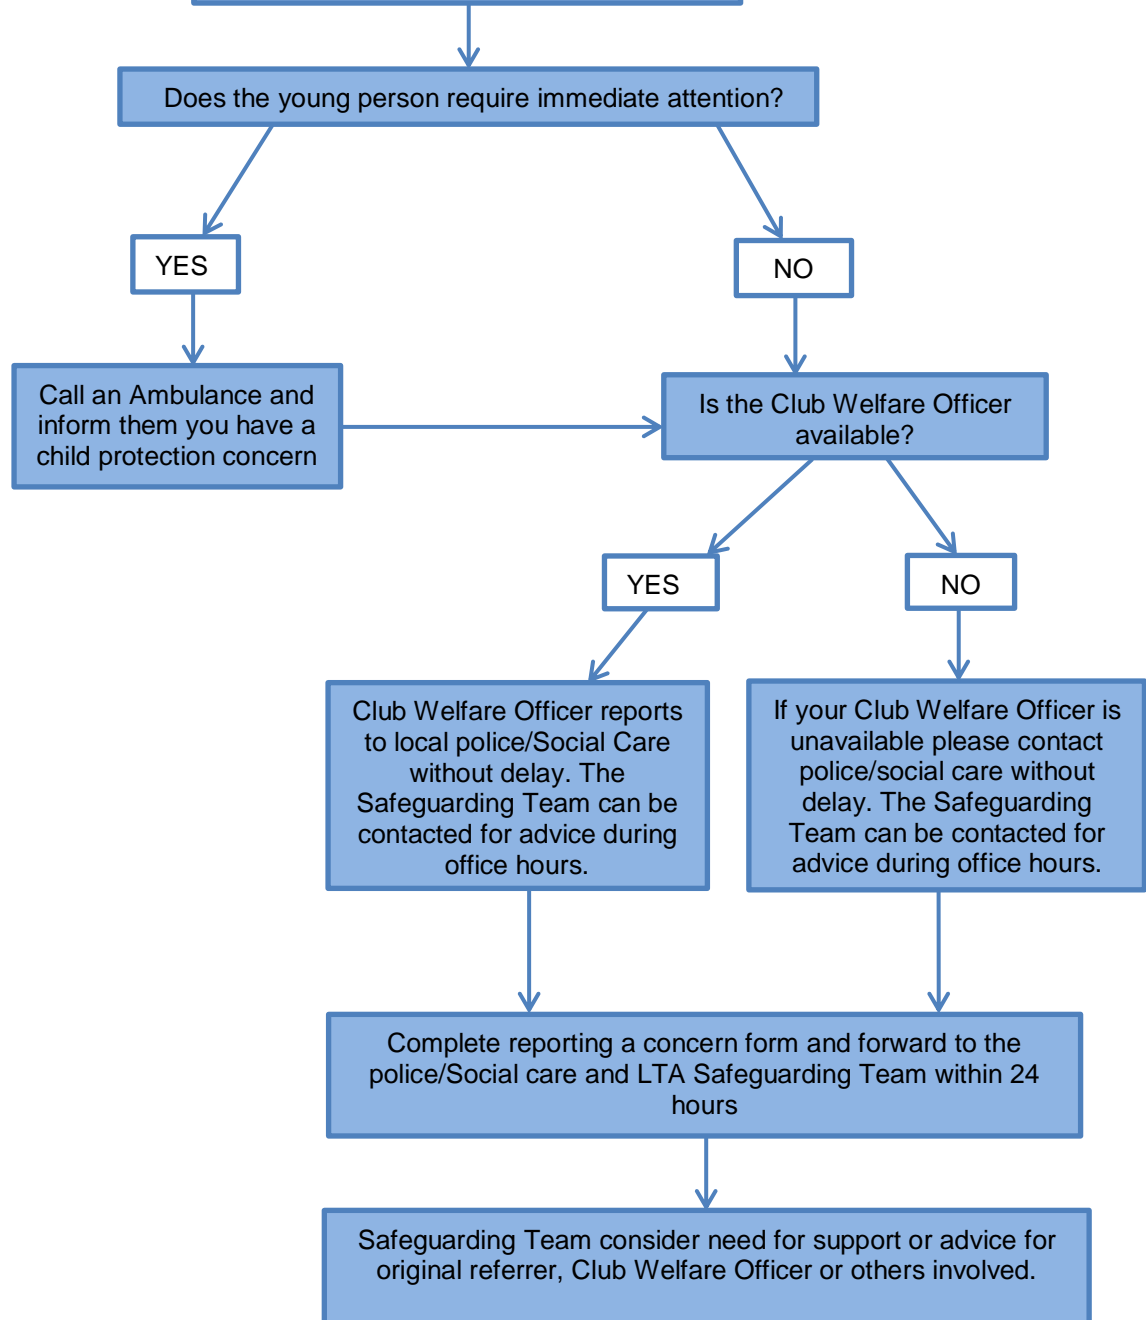 Does the young person require immediate attention?
YES
NO
Call an Ambulance and
inform them you have a
child protection concern
Is the Club Welfare Officer
available?
YES
NO
Club Welfare Officer reports
to local police/Social Care
without delay. The
Safeguarding Team can be
contacted for advice during
office hours.
If your Club Welfare Officer is
unavailable please contact
police/social care without
delay. The Safeguarding
Team can be contacted for
advice during office hours.
Complete reporting a concern form and forward to the
police/Social care and LTA Safeguarding Team within 24
hours
Safeguarding Team consider need for support or advice for
original referrer, Club Welfare Officer or others involved.